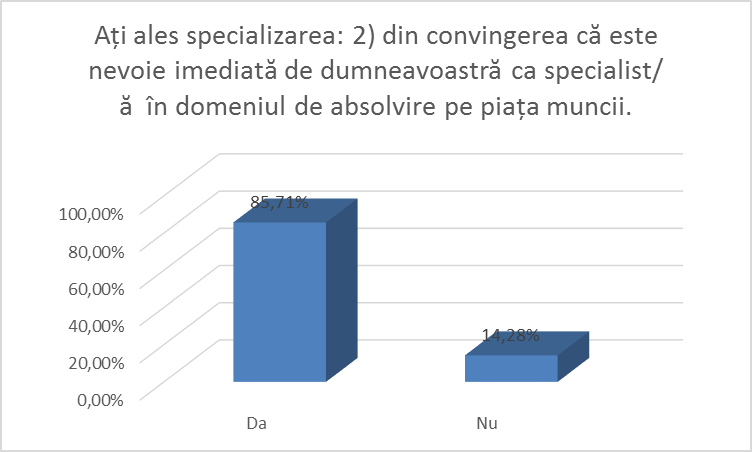 Ați ales specializarea: 2) din convingerea că este
nevoie imediată de dumneavoastră ca specialist/
ă  în domeniul de absolvire pe piața muncii.
100,00%
80,00%
60,00%
40,00%
20,00%
0,00%
85,71%
14,28%
Da
Nu